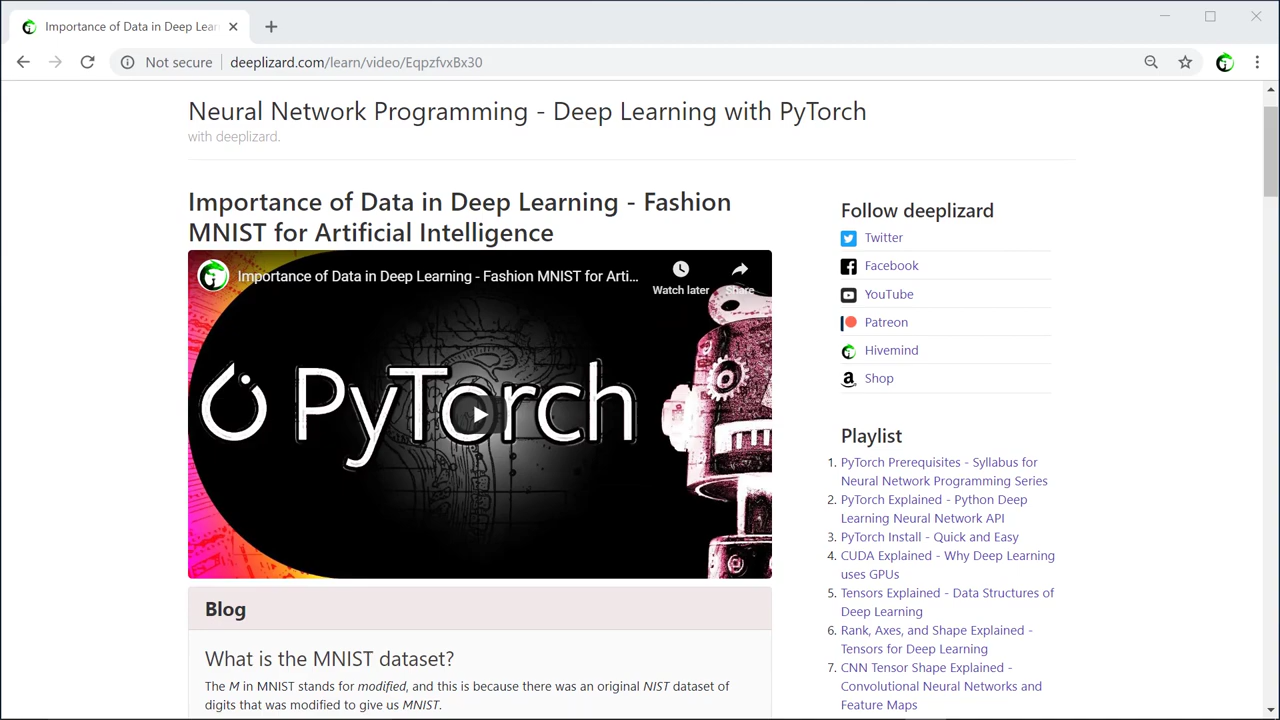 Importance of Data in Deep Lear
Not secure
deeplizard.com/learn/video/EqpzfvxBx30
Neural Network Programming - Deep Learning with PyTorch
with deeplizard.
Importance of Data in Deep Learning - Fashion
MNIST for Artificial Intelligence
Importance of Data in Deep Learning - Fashion MNIST for Arti...
Watch later
Share
PyTorch
Blog
What is the MNIST dataset?
The M in MNIST stands for modified, and this is because there was an original NIST dataset of
digits that was modified to give us MNIST.
Follow deeplizard
Twitter
Facebook
YouTube
Patreon
Hivemind
Shop
Playlist
1. PyTorch Prerequisites - Syllabus for
Neural Network Programming Series
2. PyTorch Explained - Python Deep
Learning Neural Network API
3. PyTorch Install - Quick and Easy
4. CUDA Explained - Why Deep Learning
uses GPUs
5. Tensors Explained - Data Structures of
Deep Learning
6. Rank, Axes, and Shape Explained -
Tensors for Deep Learning
7. CNN Tensor Shape Explained -
Convolutional Neural Networks and
Feature Maps